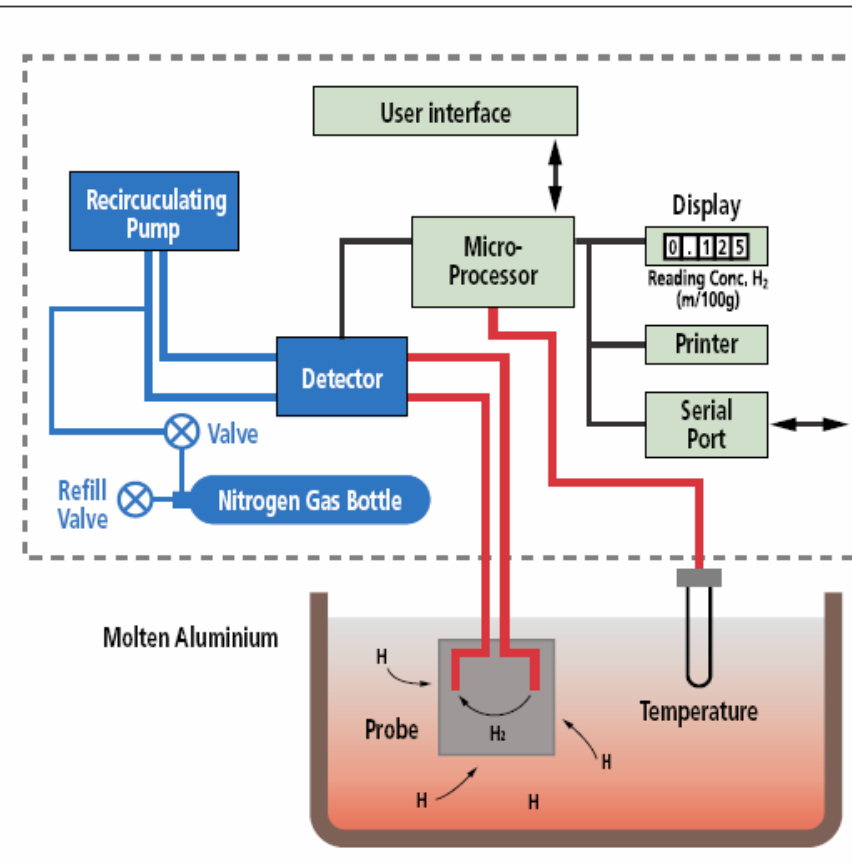 User interface
Recircuculating
Pump
Micro-
Processor
Display
0.125
Reading Conc. H₂
(m/100g)
Printer
Detector
Serial
Port
Valve
Refill
Valve
Nitrogen Gas Bottle
Molten Aluminium
H
Temperature
Probe
H₂
H
H
H